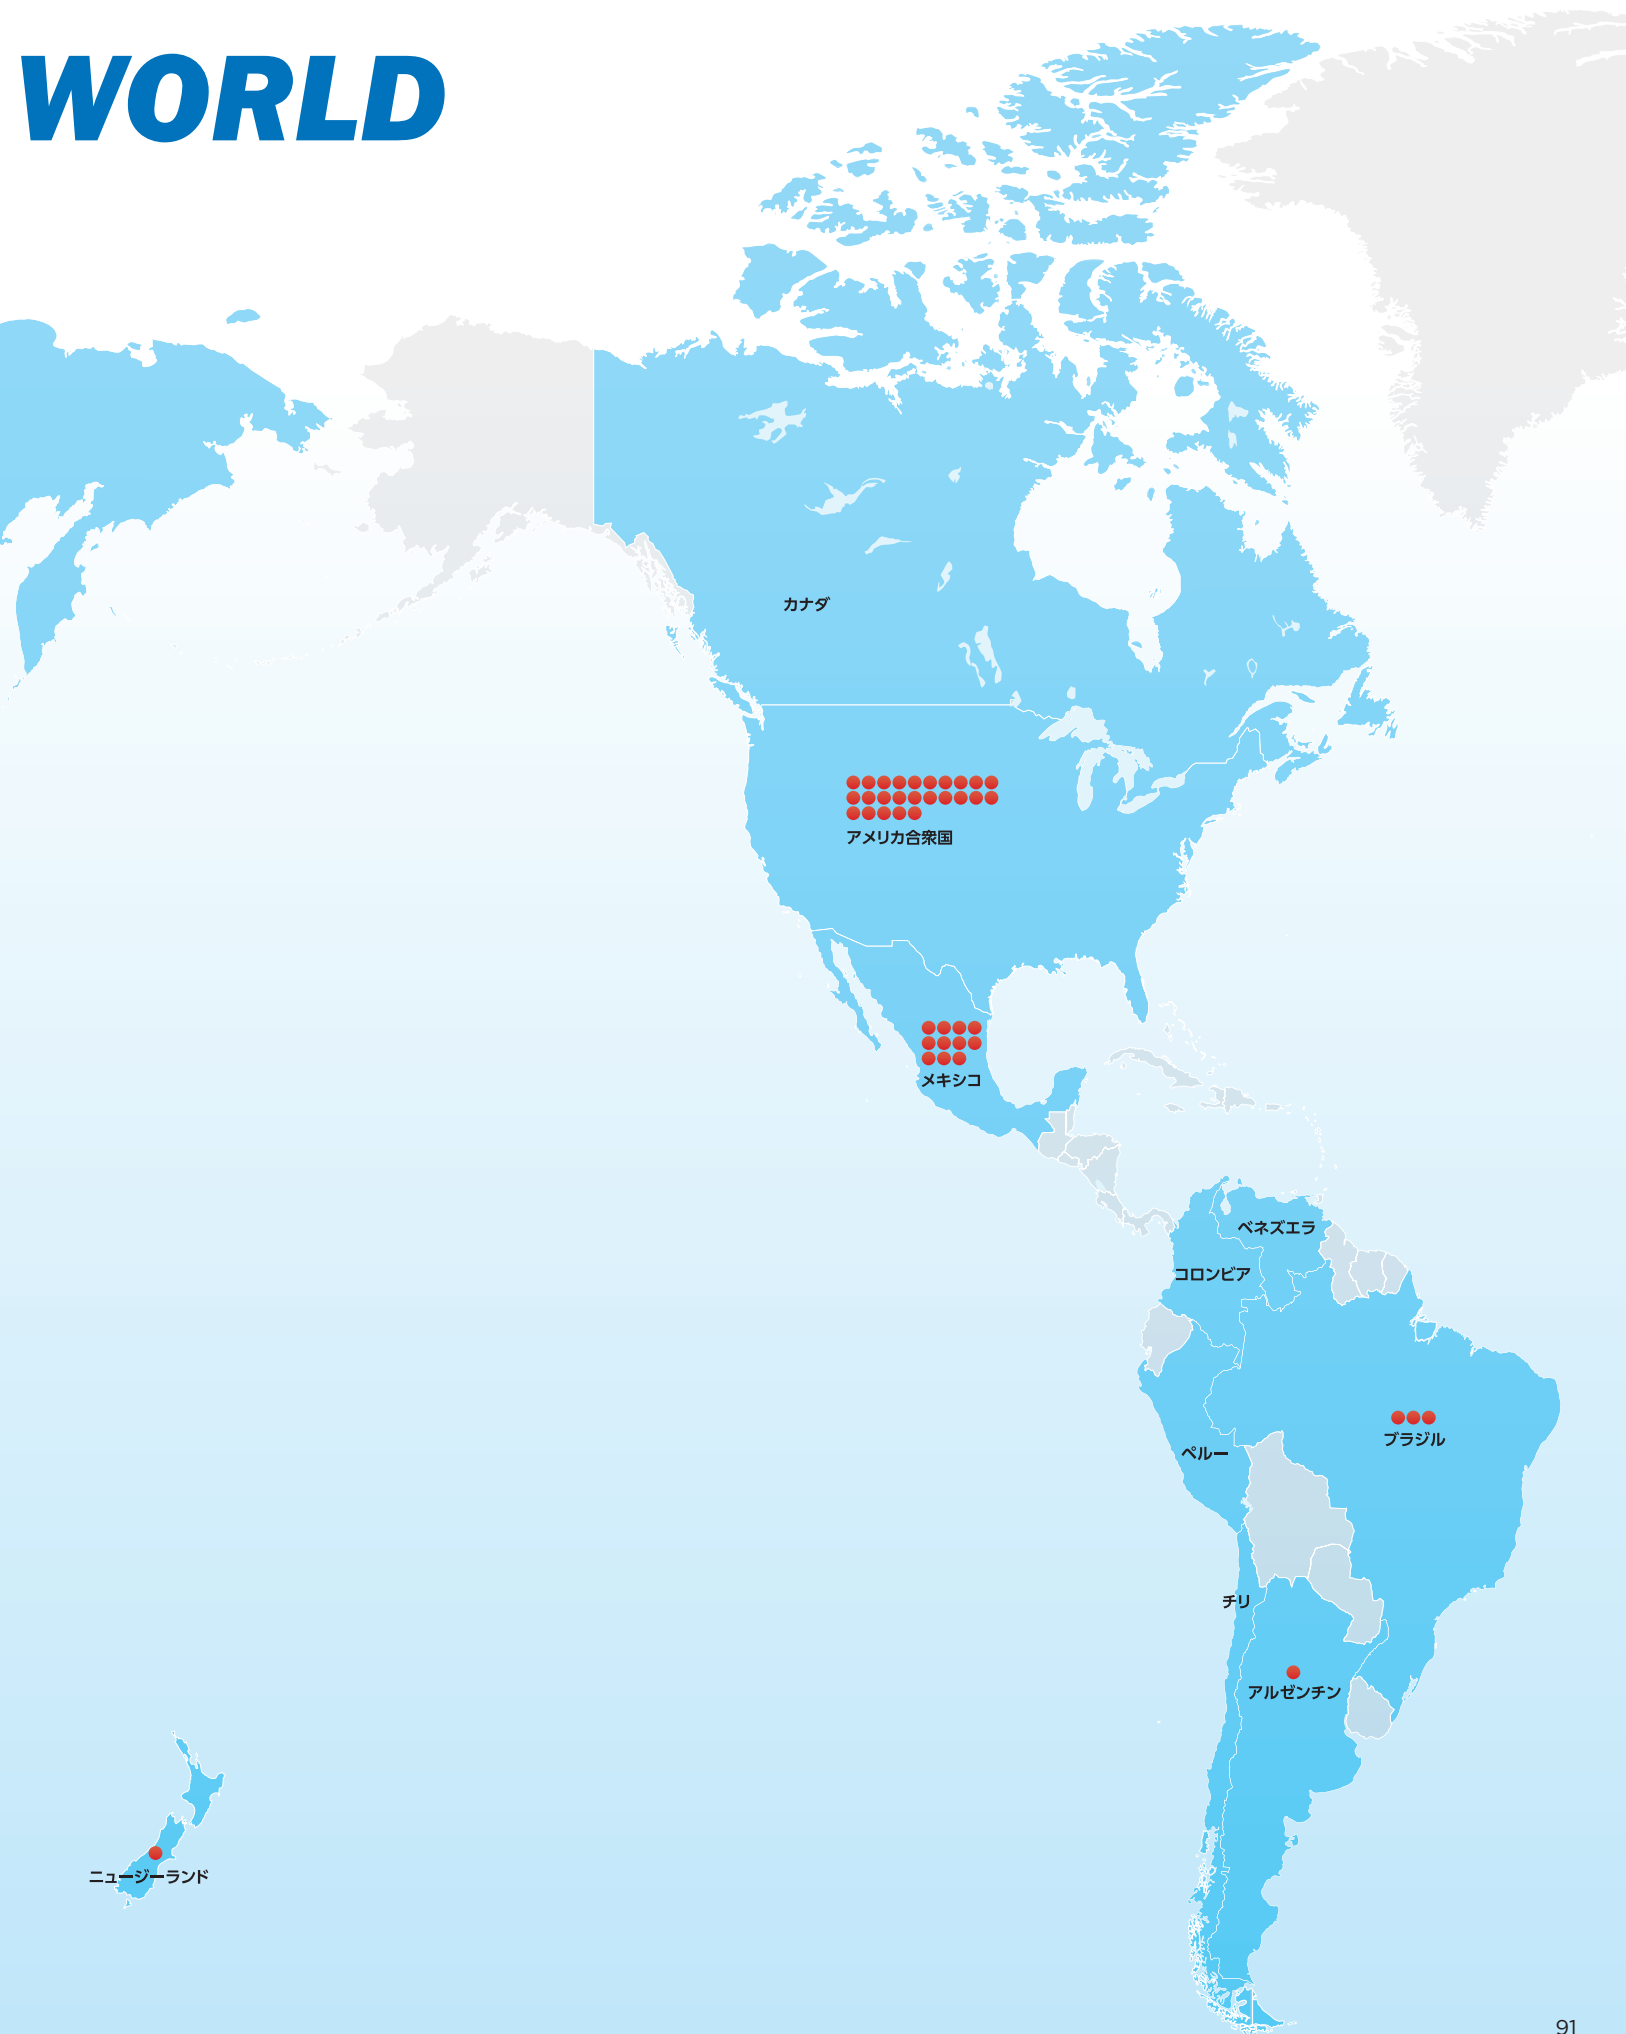 WORLD
カナダ
アメリカ合衆国
メキシコ
ベネズエラ
コロンビア
ブラジル
ペルー
チリ
アルゼンチン
ニュージーランド
91